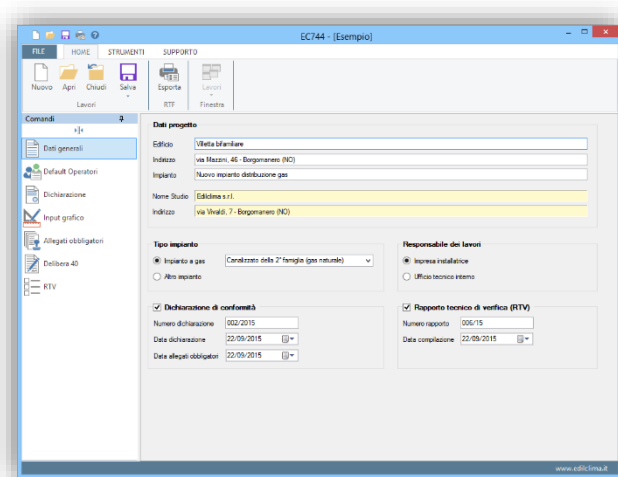 EC744 - [Esempio]
FILE HOME STRUMENTI SUPPORTO
Nuovo Apri Chiudi Salva Esporta Lavori
Lavori RTF Finestra
Comandi
Dati generali
Default Operatori
Dichiarazione
Input grafico
Allegati obbligatori
Delibera 40
RTV
Dati progetto
Edificio Villetta bifamiliare
Indirizzo via Mazzini, 46 - Borgomanero (NO)
Impianto Nuovo impianto distribuzione gas
Nome Studio Edilclima s.r.l.
Indirizzo via Vivaldi, 7 - Borgomanero (NO)
Tipo impianto
Impianto a gas Canalizzato della 2° famiglia (gas naturale)
Altro impianto
Responsabile dei lavori
Impresa installatrice
Ufficio tecnico interno
Dichiarazione di conformità
Numero dichiarazione 002/2015
Data dichiarazione 22/09/2015
Data allegati obbligatori 22/09/2015
Rapporto tecnico di verifica (RTV)
Numero rapporto 006/15
Data compilazione 22/09/2015
www.edilclima.it